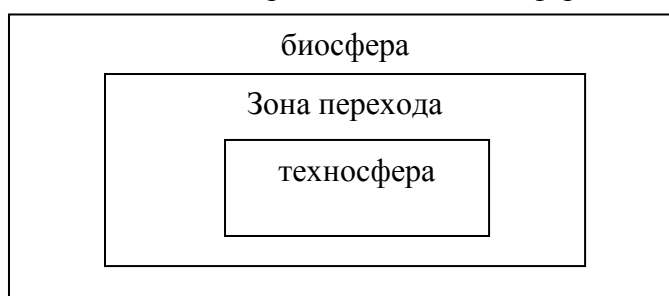 биосфера
Зона перехода
техносфера